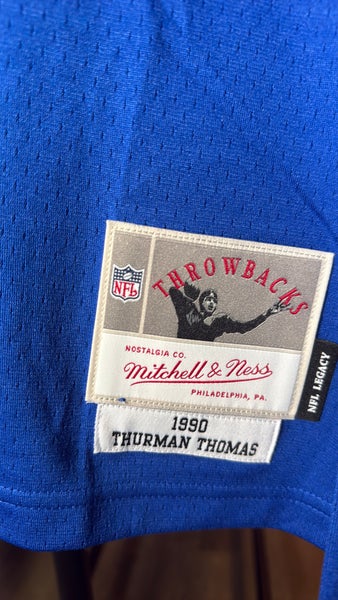 THROWBACKS
NFL
NOSTALGIA CO.
Mitchell & Ness
PHILADELPHIA, PA.
NFL LEGACY
1990
THURMAN THOMAS